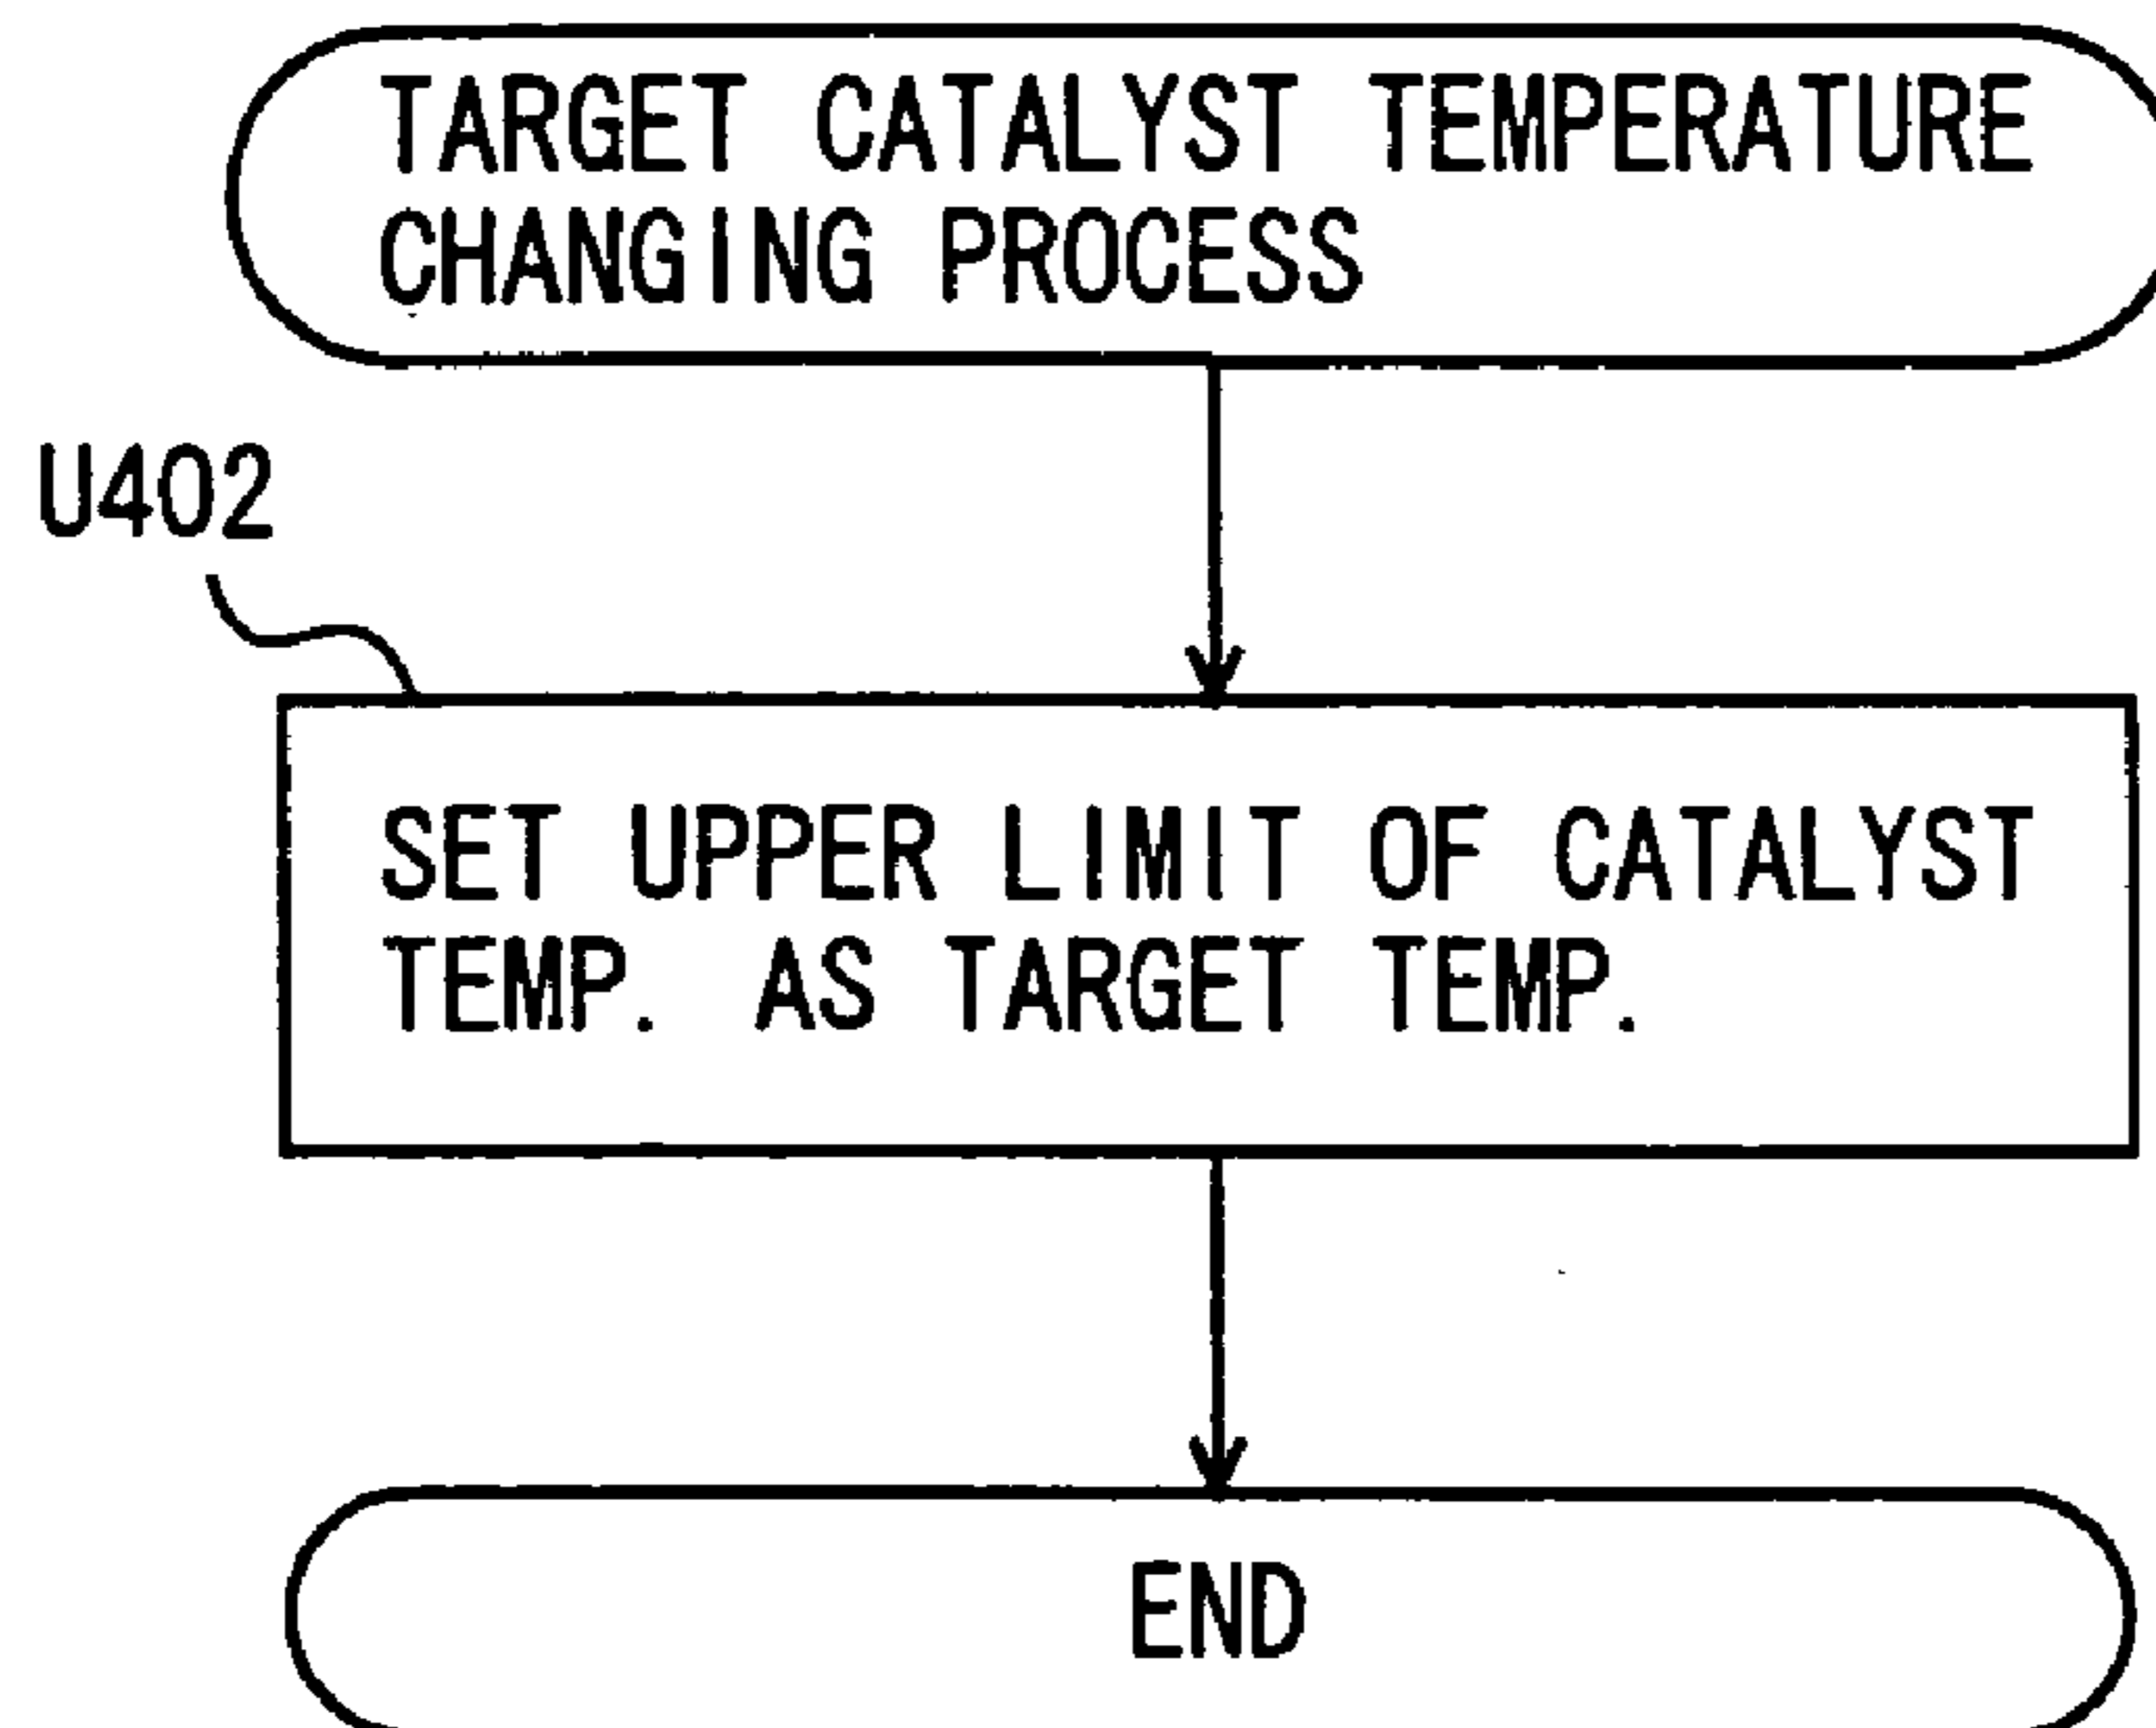 TARGET CATALYST TEMPERATURE
CHANGING PROCESS
U402
SET UPPER LIMIT OF CATALYST
TEMP. AS TARGET TEMP.
END